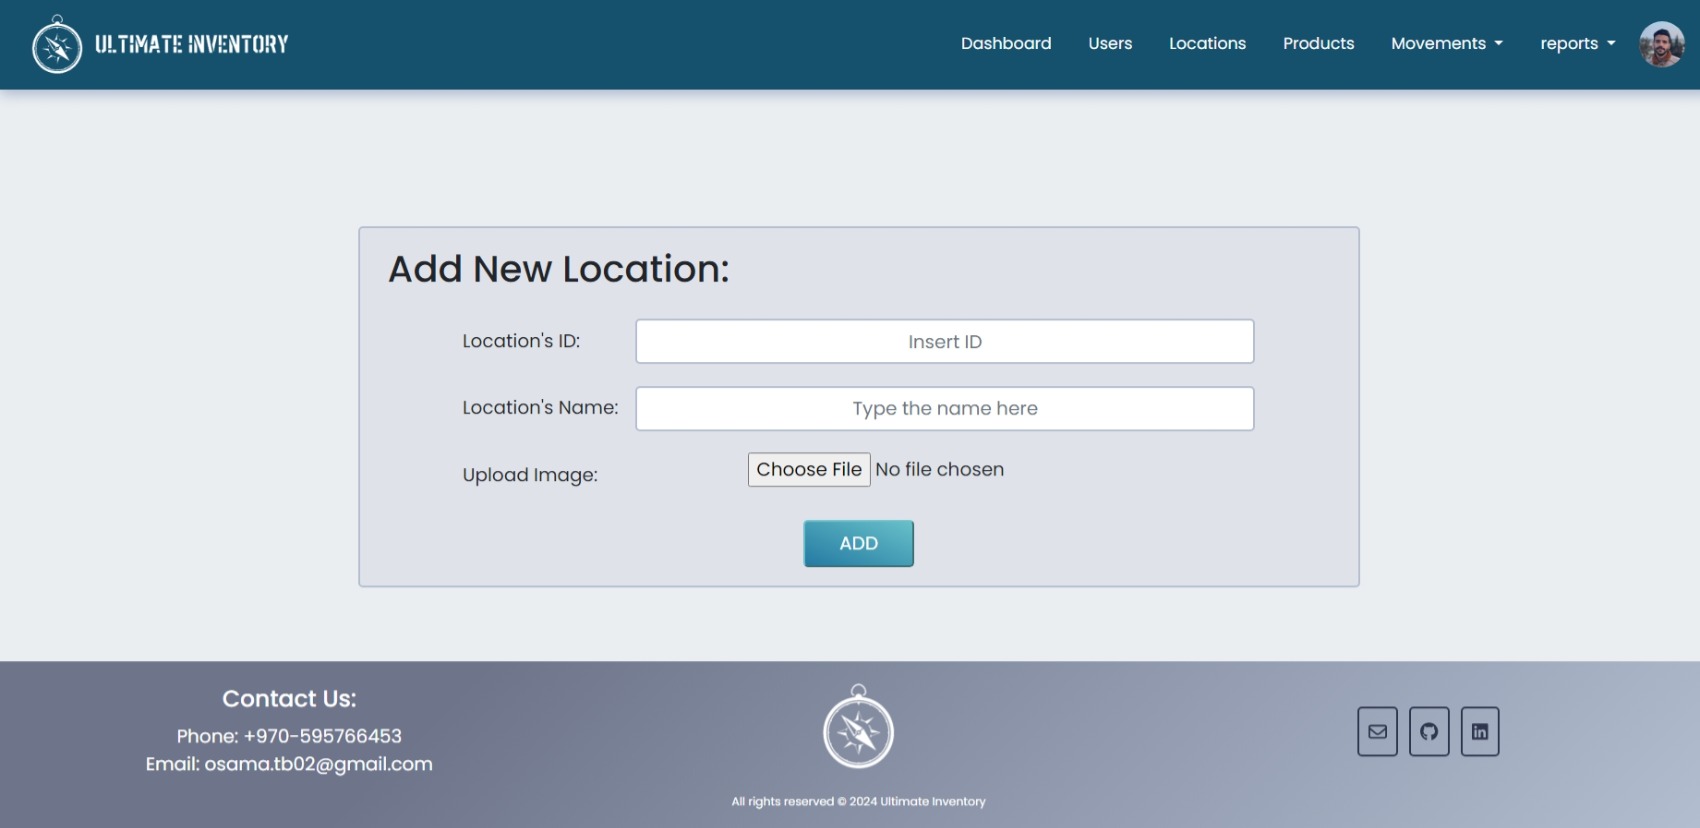 ULTIMATE INVENTORY
Dashboard Users Locations Products Movements reports
Add New Location:
Location's ID: Insert ID
Location's Name: Type the name here
Upload Image: Choose File No file chosen
ADD
Contact Us:
Phone: +970-595766453
Email: osama.tb02@gmail.com
All rights reserved © 2024 Ultimate Inventory